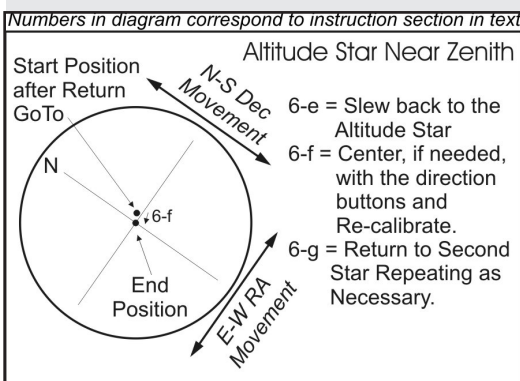 Numbers in diagram correspond to instruction section in text
Altitude Star Near Zenith
Start Position
after Return
GoTo
N-S Dec
Movement
N
6-f
End
Position
E-W RA
Movement
6-e = Slew back to the
Altitude Star
6-f = Center, if needed,
with the direction
buttons and
Re-calibrate.
6-g = Return to Second
Star Repeating as
Necessary.